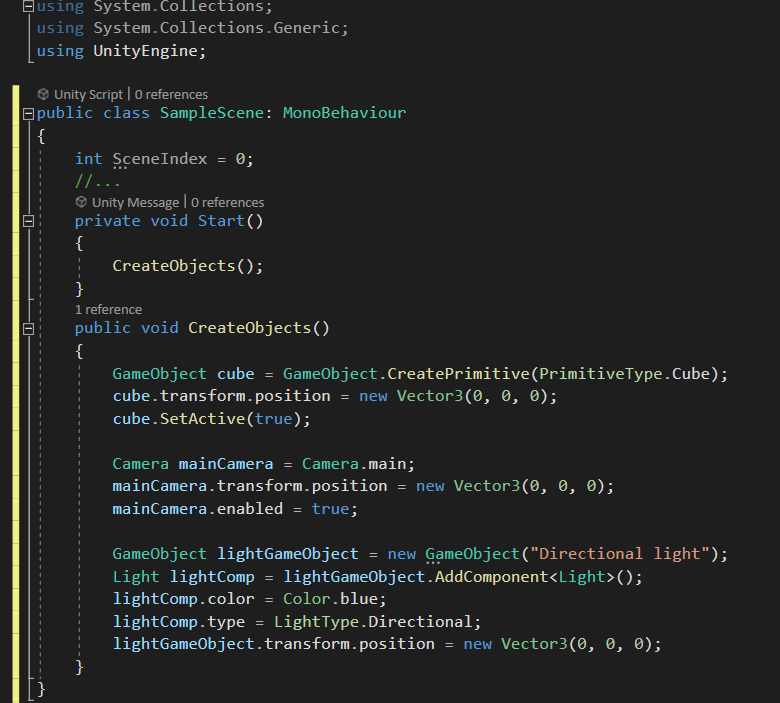 using System.Collections;
using System.Collections.Generic;
using UnityEngine;
Unity Script | 0 references
public class SampleScene: MonoBehaviour
{
int SceneIndex = 0;
//...
Unity Message | 0 references
private void Start()
{
CreateObjects();
}
1 reference
public void CreateObjects()
{
GameObject cube = GameObject.CreatePrimitive(PrimitiveType.Cube);
cube.transform.position = new Vector3(0, 0, 0);
cube.SetActive(true);
Camera mainCamera = Camera.main;
mainCamera.transform.position = new Vector3(0, 0, 0);
mainCamera.enabled = true;
GameObject lightGameObject = new GameObject("Directional light");
Light lightComp = lightGameObject.AddComponent<Light>();
lightComp.color = Color.blue;
lightComp.type = LightType.Directional;
lightGameObject.transform.position = new Vector3(0, 0, 0);
}
}